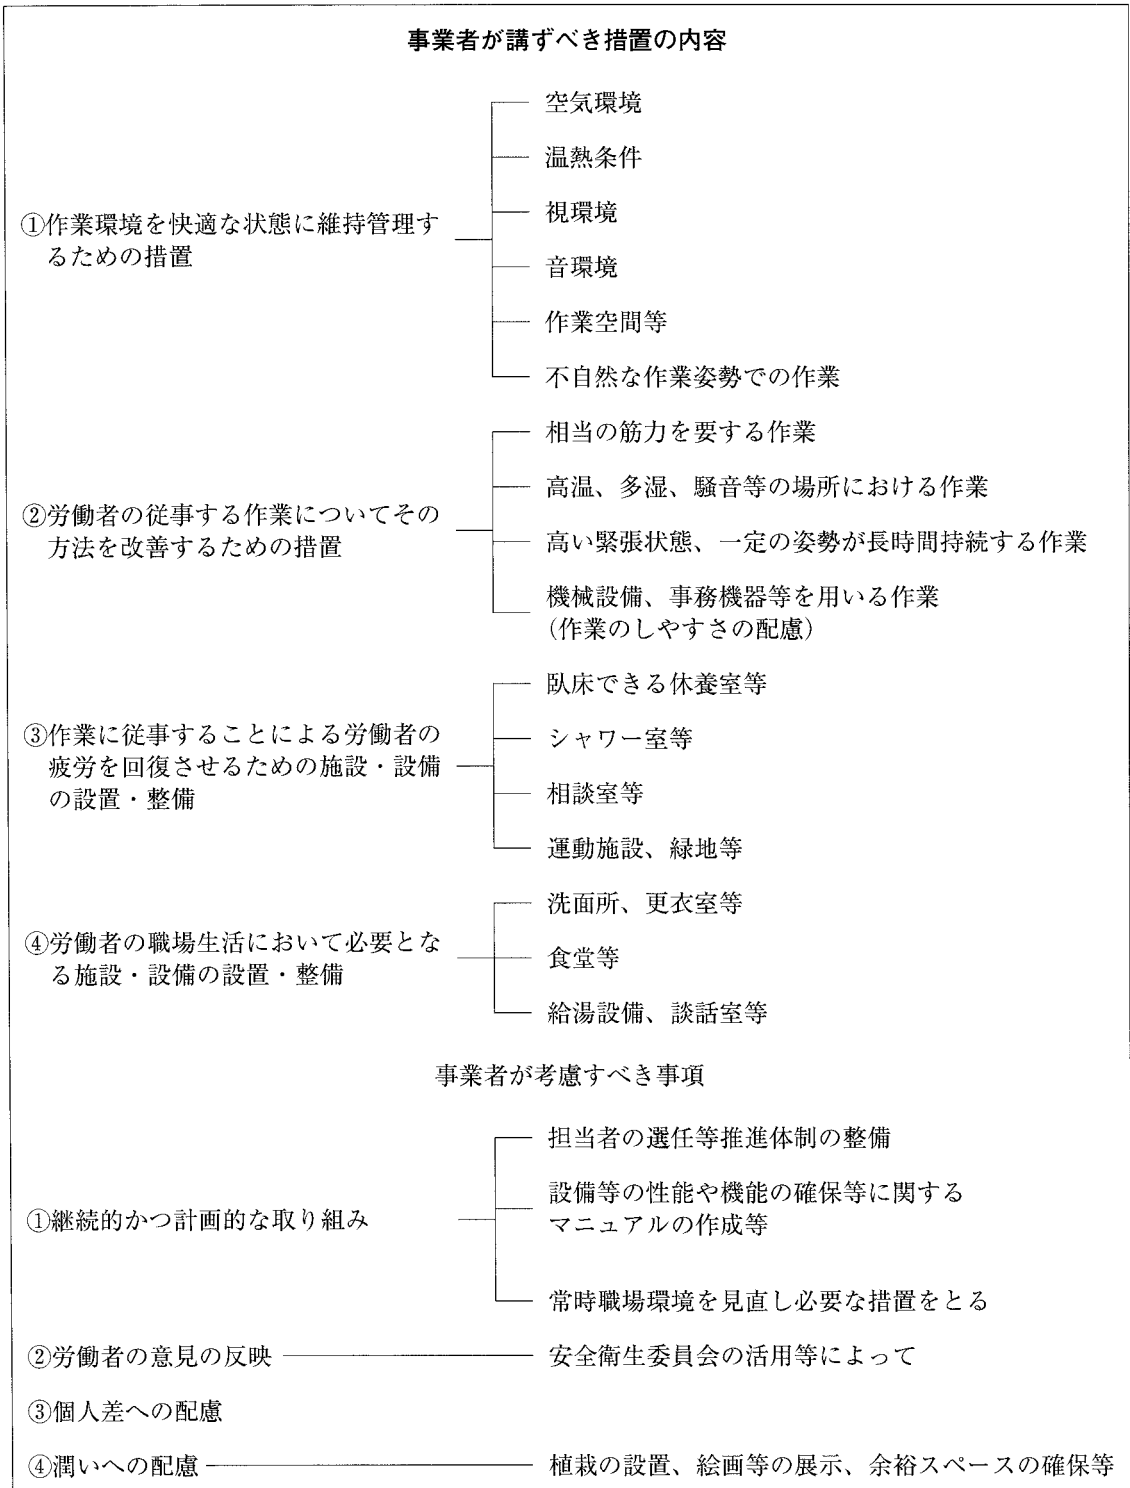 事業者が講ずべき措置の内容
①作業環境を快適な状態に維持管理す
るための措置
空気環境
温熱条件
視環境
音環境
作業空間等
不自然な作業姿勢での作業
②労働者の従事する作業についてその
方法を改善するための措置
相当の筋力を要する作業
高温、多湿、騒音等の場所における作業
高い緊張状態、一定の姿勢が長時間持続する作業
機械設備、事務機器等を用いる作業
(作業のしやすさの配慮)
③作業に従事することによる労働者の
疲労を回復させるための施設・設備
の設置・整備
臥床できる休養室等
シャワー室等
相談室等
運動施設、緑地等
④労働者の職場生活において必要とな
る施設・設備の設置・整備
洗面所、更衣室等
食堂等
給湯設備、談話室等
事業者が考慮すべき事項
①継続的かつ計画的な取り組み
担当者の選任等推進体制の整備
設備等の性能や機能の確保等に関する
マニュアルの作成等
常時職場環境を見直し必要な措置をとる
②労働者の意見の反映
安全衛生委員会の活用等によって
③個人差への配慮
④潤いへの配慮
植栽の設置、絵画等の展示、余裕スペースの確保等